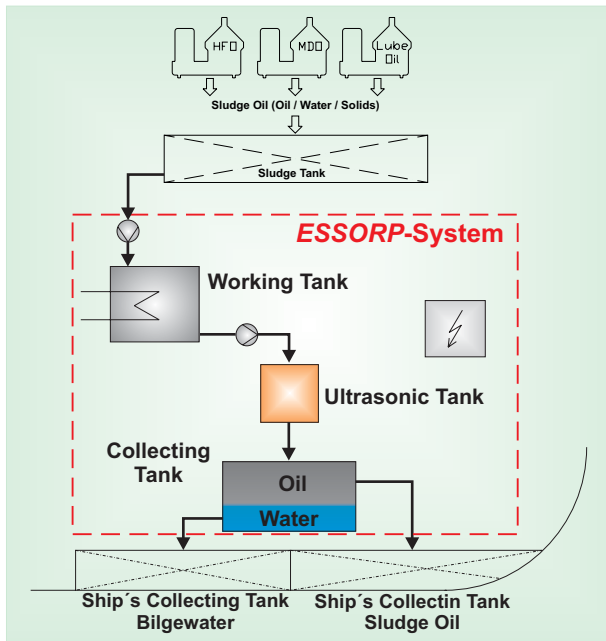 HFO
MDO
Lube
Oil
Sludge Oil (Oil / Water / Solids)
Sludge Tank
ESSORP-System
Working Tank
Ultrasonic Tank
Collecting
Tank
Oil
Water
Ship´s Collecting Tank
Bilgewater
Ship´s Collectin Tank
Sludge Oil